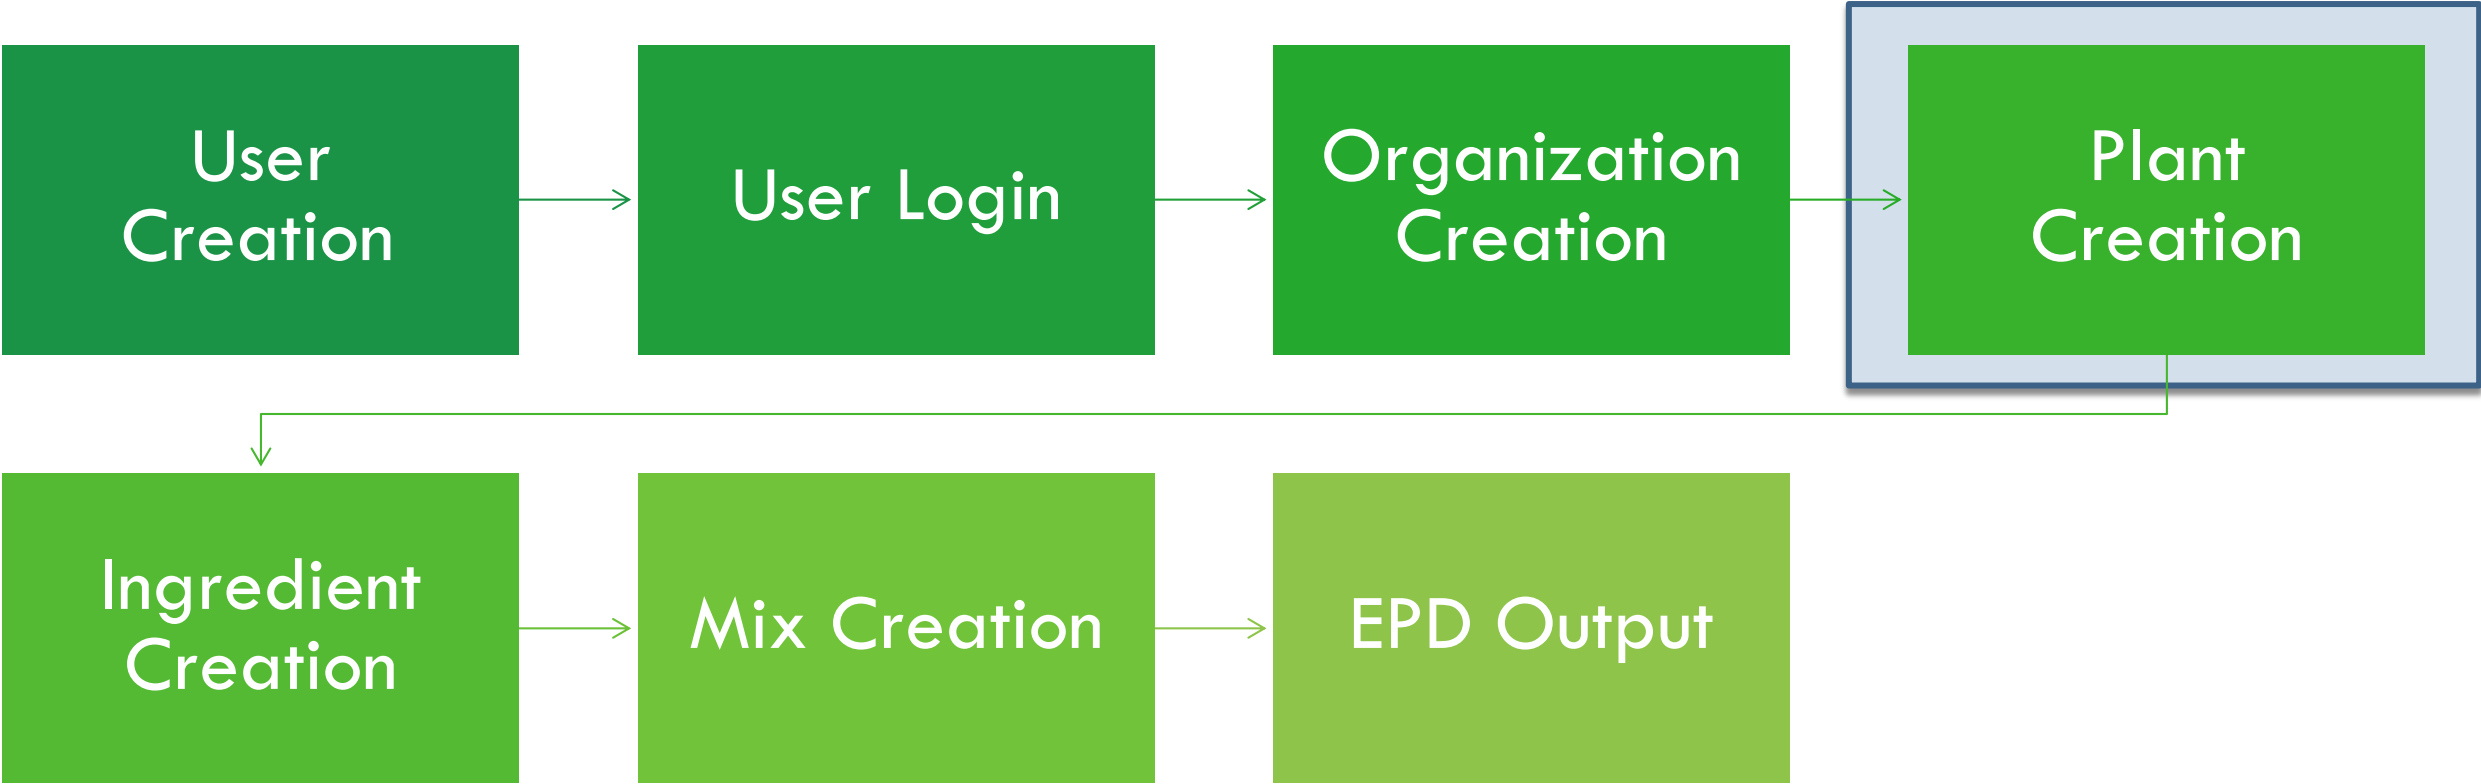 User
Creation
User Login
Organization
Creation
Plant
Creation
Ingredient
Creation
Mix Creation
EPD Output